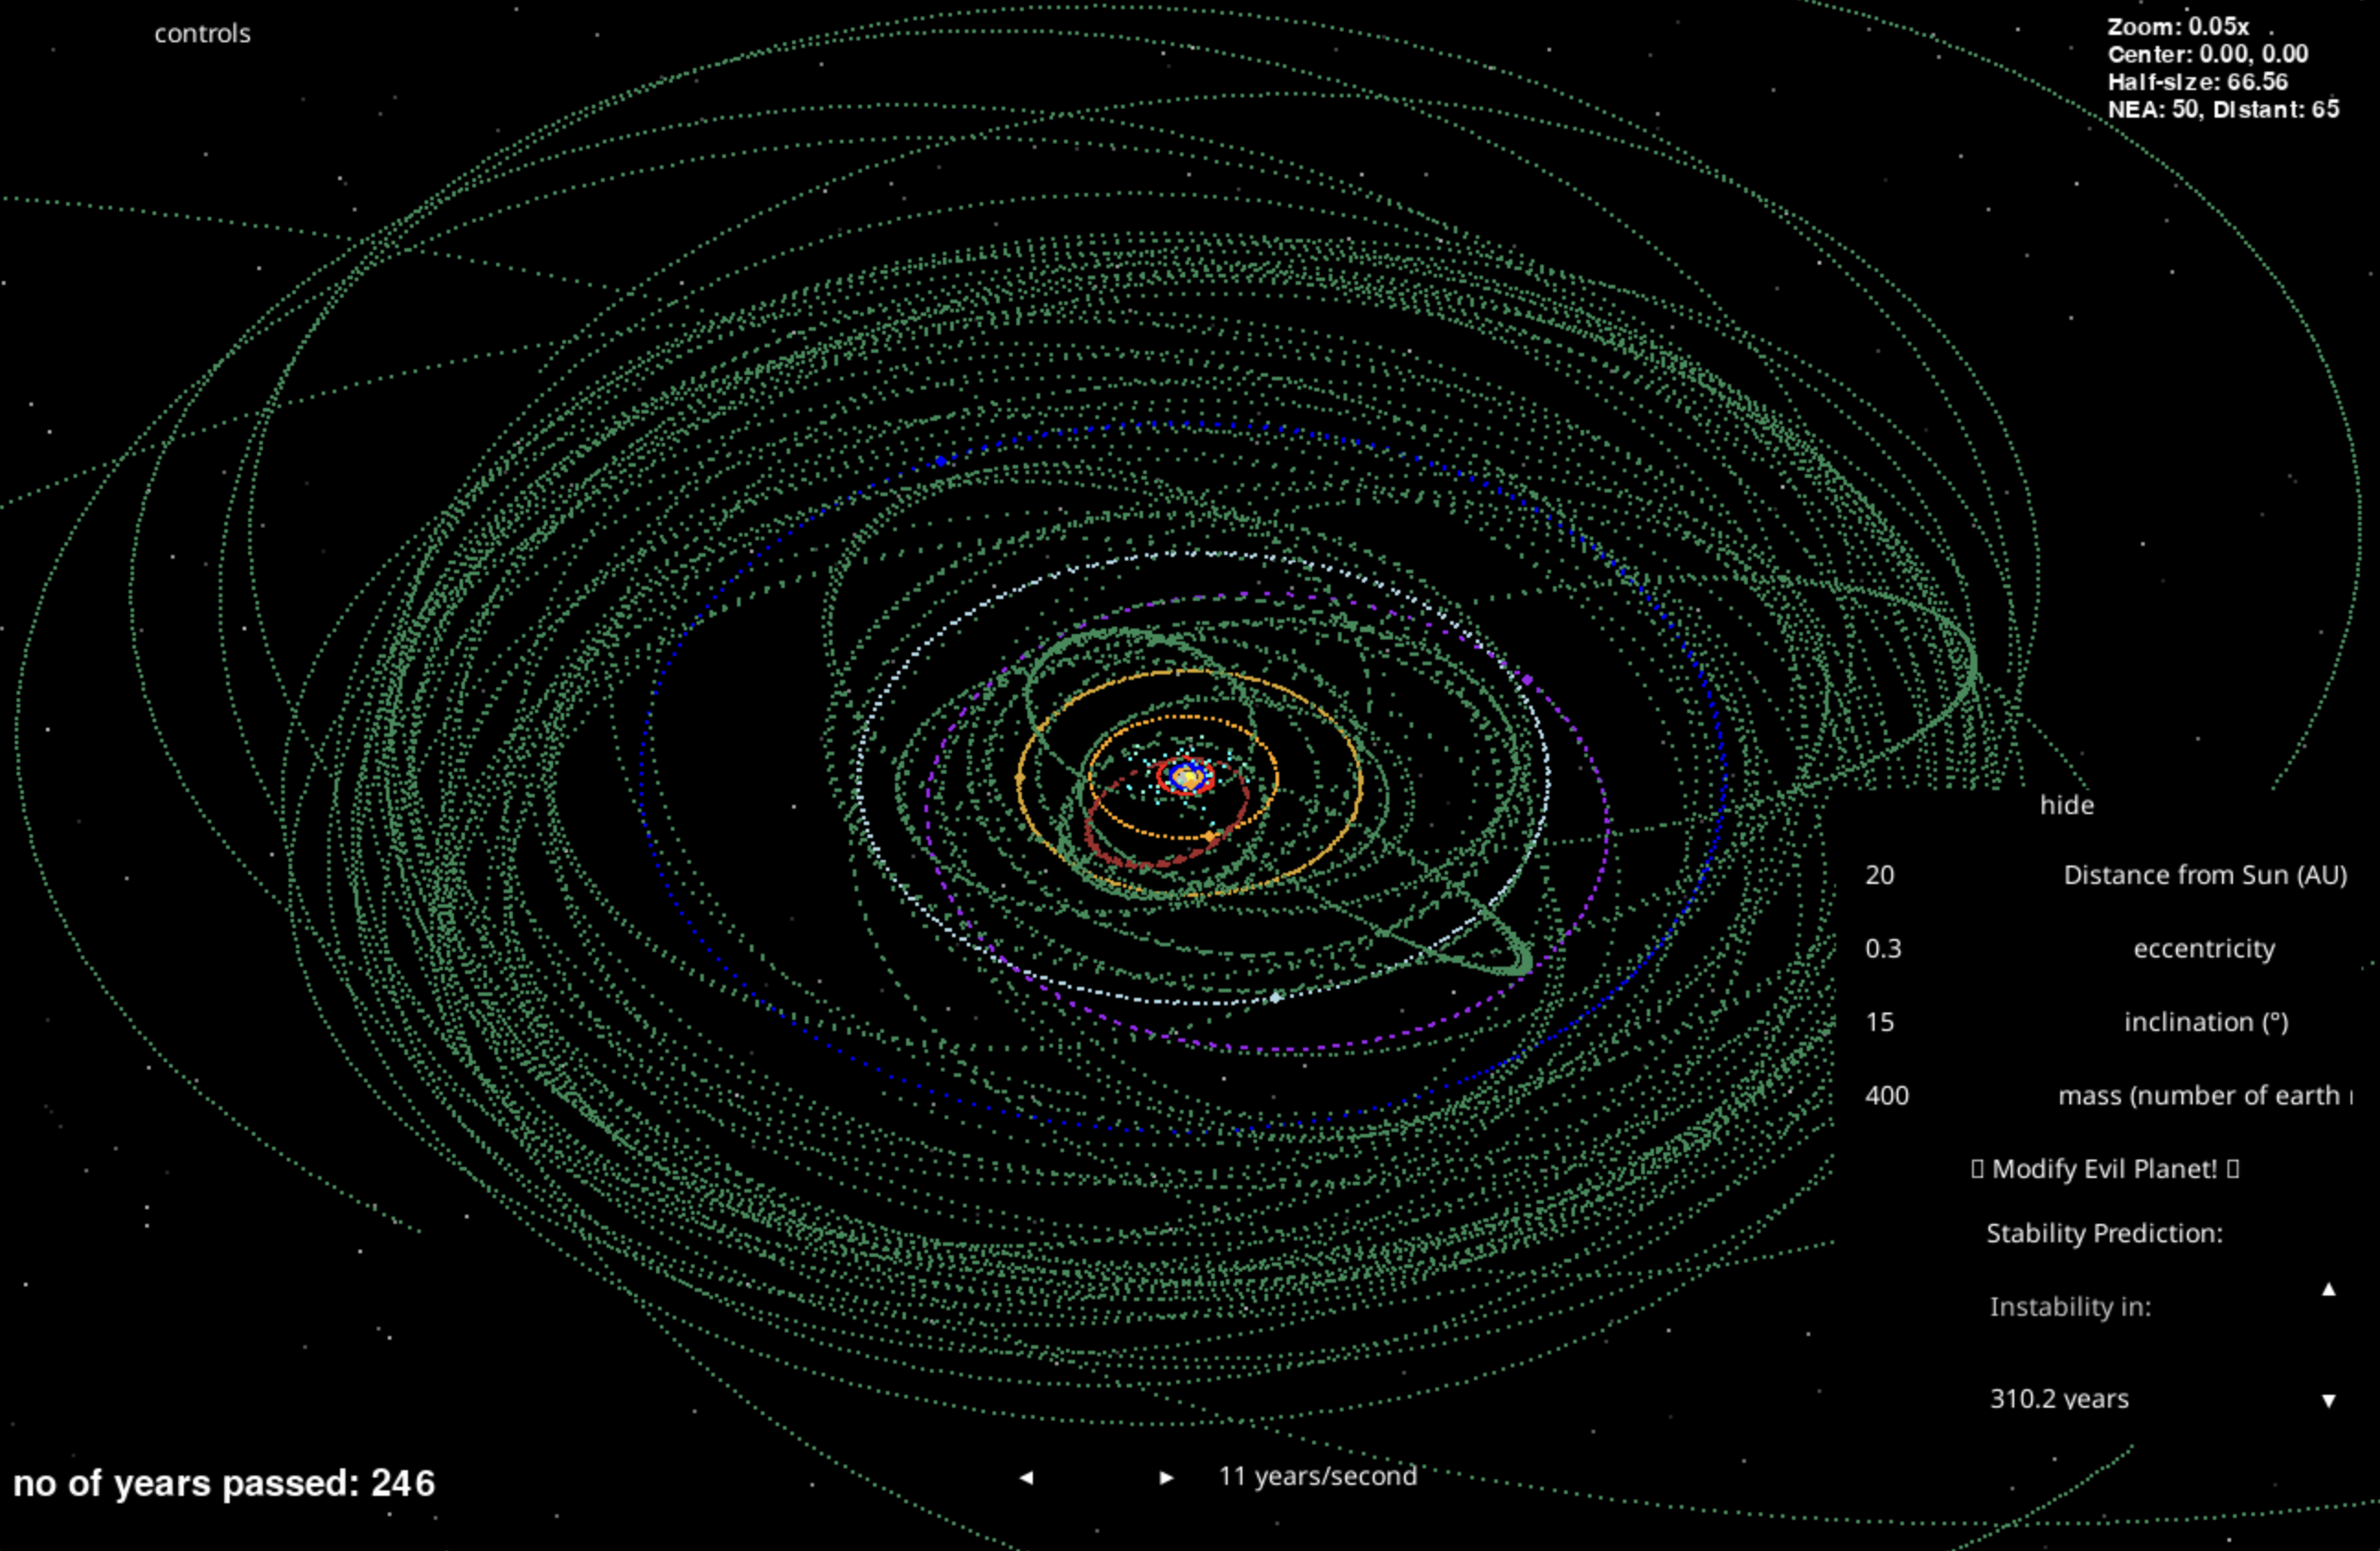 controls
Zoom: 0.05x
Center: 0.00, 0.00
Half-size: 66.56
NEA: 50, Distant: 65
hide
20 Distance from Sun (AU)
0.3 eccentricity
15 inclination (°)
400 mass (number of earth
Modify Evil Planet!
Stability Prediction:
Instability in:
310.2 years
no of years passed: 246
11 years/second